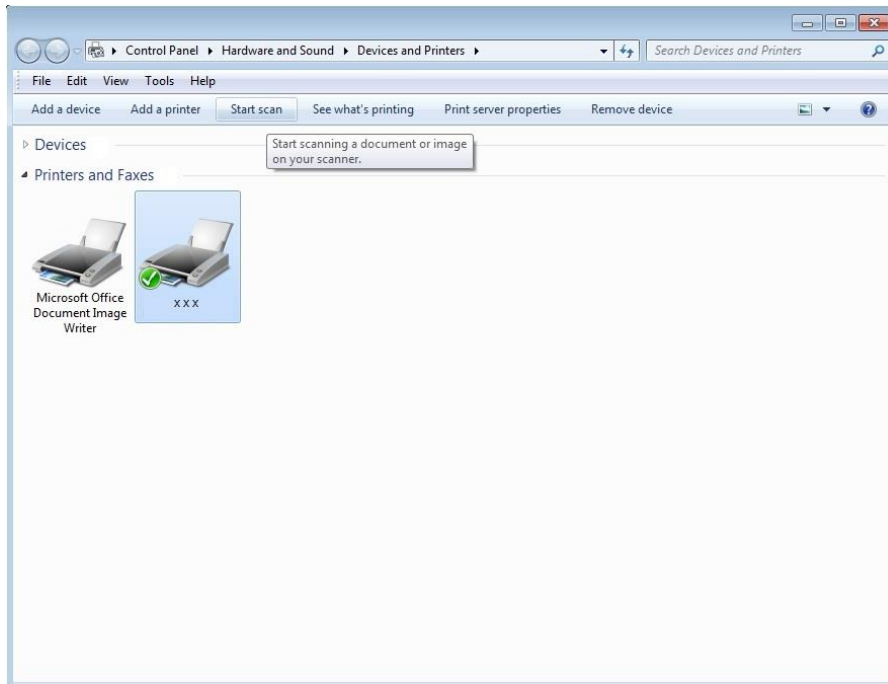 Control Panel Hardware and Sound Devices and Printers
Search Devices and Printers
File Edit View Tools Help
Add a device Add a printer Start scan See what's printing Print server properties Remove device
Start scanning a document or image
on your scanner.
Devices
Printers and Faxes
Microsoft Office
Document Image
Writer
x x x